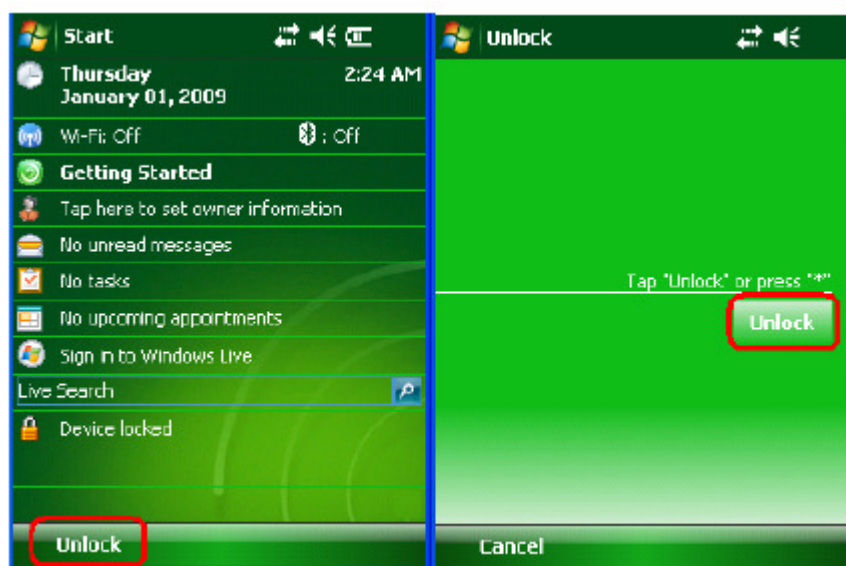 Start
Thursday 2:24 AM
January 01, 2009
Wi-Fi: Off : Off
Getting Started
Tap here to set owner information
No unread messages
No tasks
No upcoming appointments
Sign in to Windows Live
Live Search
Device locked
Unlock
Unlock
Tap "Unlock" or press "*"
Unlock
Cancel